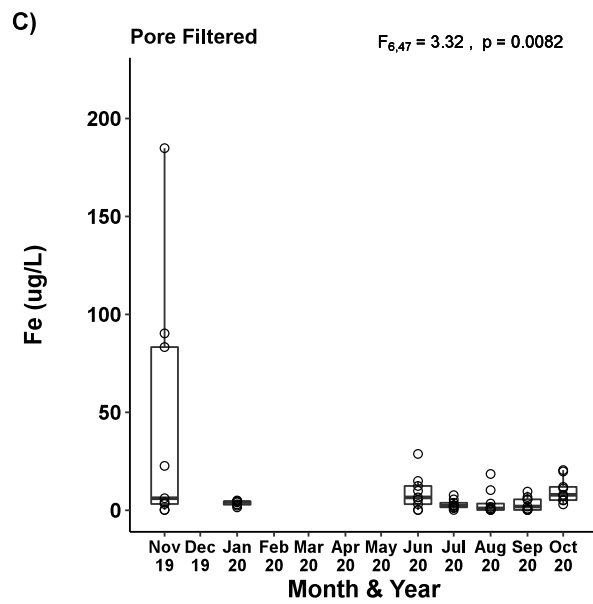 C)
Pore Filtered
F6,47 = 3.32 , p = 0.0082
200
150
100
50
0
Fe (ug/L)
Nov Dec Jan Feb Mar Apr May Jun Jul Aug Sep Oct
19 19 20 20 20 20 20 20 20 20 20 20
Month & Year